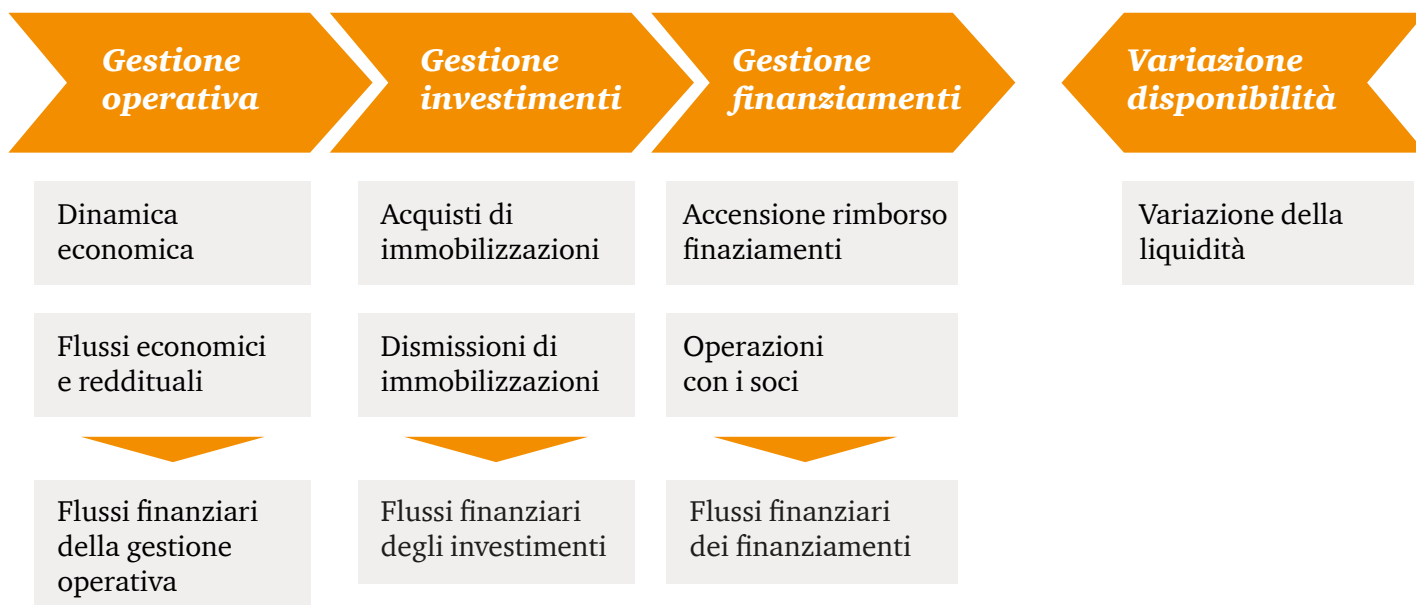 Gestione
operativa
Gestione
investimenti
Gestione
finanziamenti
Variazione
disponibilità
Dinamica
economica
Acquisti di
immobilizzazioni
Accensione rimborso
finaziamenti
Variazione della
liquidità
Flussi economici
e reddituali
Dismissioni di
immobilizzazioni
Operazioni
con i soci
Flussi finanziari
della gestione
operativa
Flussi finanziari
degli investimenti
Flussi finanziari
dei finanziamenti